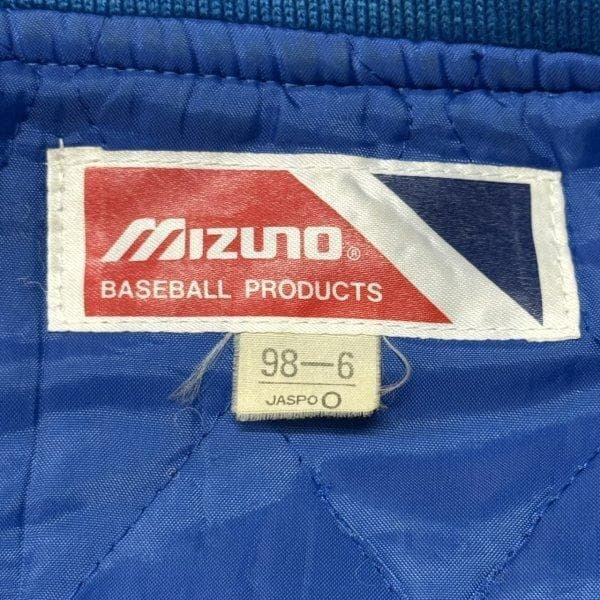 MIZUNO®
BASEBALL PRODUCTS
98—6
JASPO O